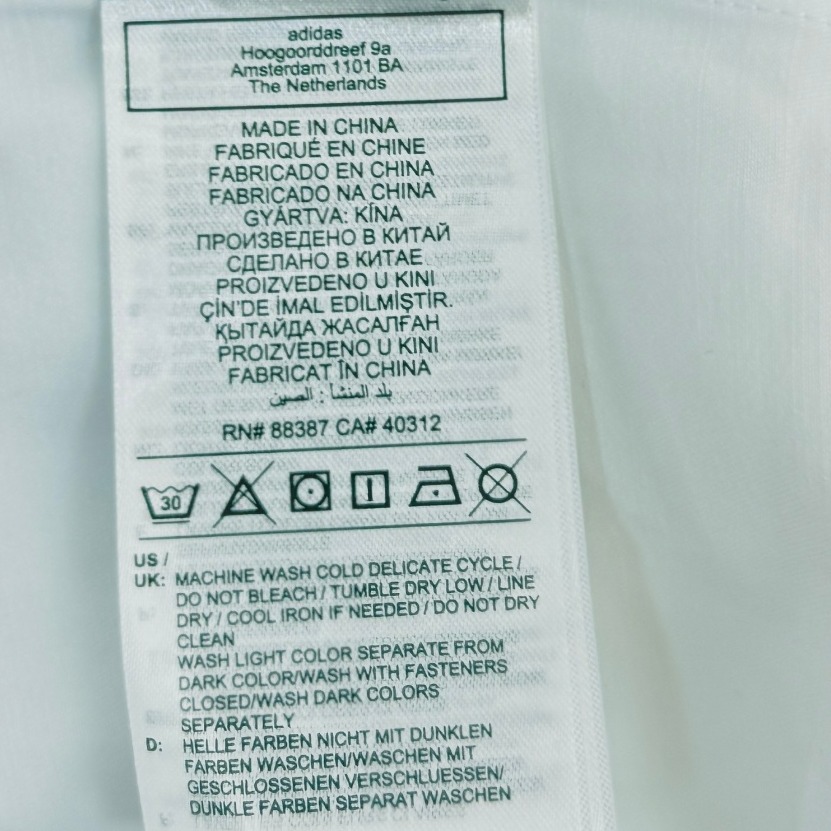 adidas
Hoogoorddreef 9a
Amsterdam 1101 BA
The Netherlands
MADE IN CHINA
FABRIQUÉ EN CHINE
FABRICADO EN CHINA
FABRICADO NA CHINA
GYÁRTVA: KÍNA
ПРОИЗВЕДЕНО В КИТАЙ
СДЕЛАНО В КИТАЕ
PROIZVEDENO U KINI
ÇİN'DE İMAL EDİLMİŞTİR.
ҚЫТАЙДА ЖАСАЛҒАН
PROIZVEDENO U KINI
FABRICAT ÎN CHINA
بلد المنشأ : الصين
RN# 88387 CA# 40312
30
US /
UK: MACHINE WASH COLD DELICATE CYCLE /
DO NOT BLEACH / TUMBLE DRY LOW / LINE
DRY / COOL IRON IF NEEDED / DO NOT DRY
CLEAN
WASH LIGHT COLOR SEPARATE FROM
DARK COLOR/WASH WITH FASTENERS
CLOSED/WASH DARK COLORS
SEPARATELY
D: HELLE FARBEN NICHT MIT DUNKLEN
FARBEN WASCHEN/WASCHEN MIT
GESCHLOSSENEN VERSCHLUESSEN/
DUNKLE FARBEN SEPARAT WASCHEN